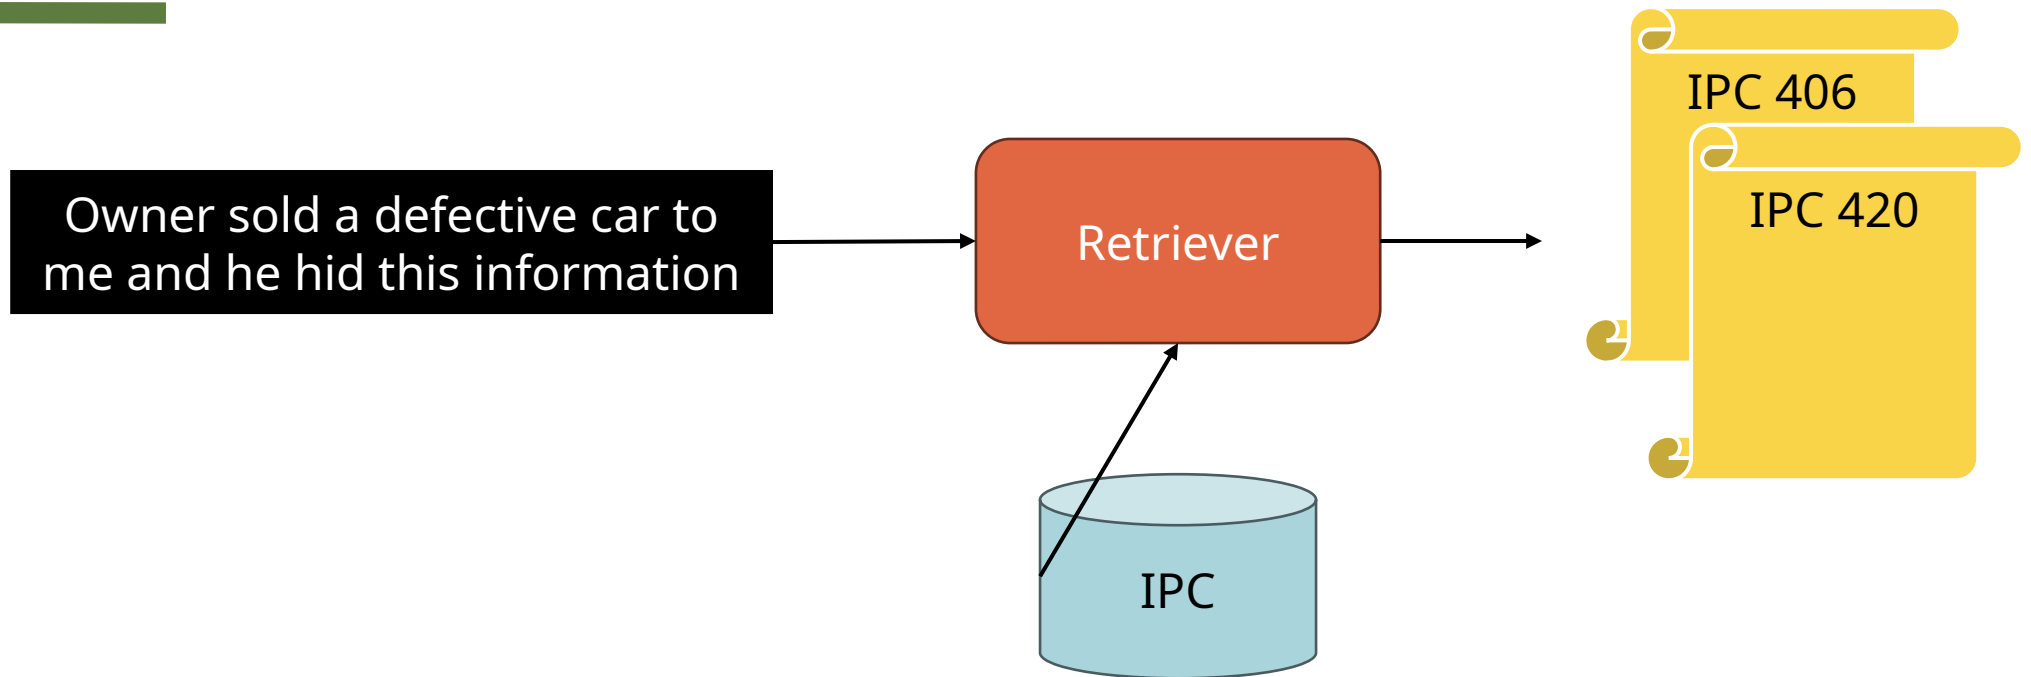 Owner sold a defective car to
me and he hid this information
Retriever
IPC 406
IPC 420
IPC